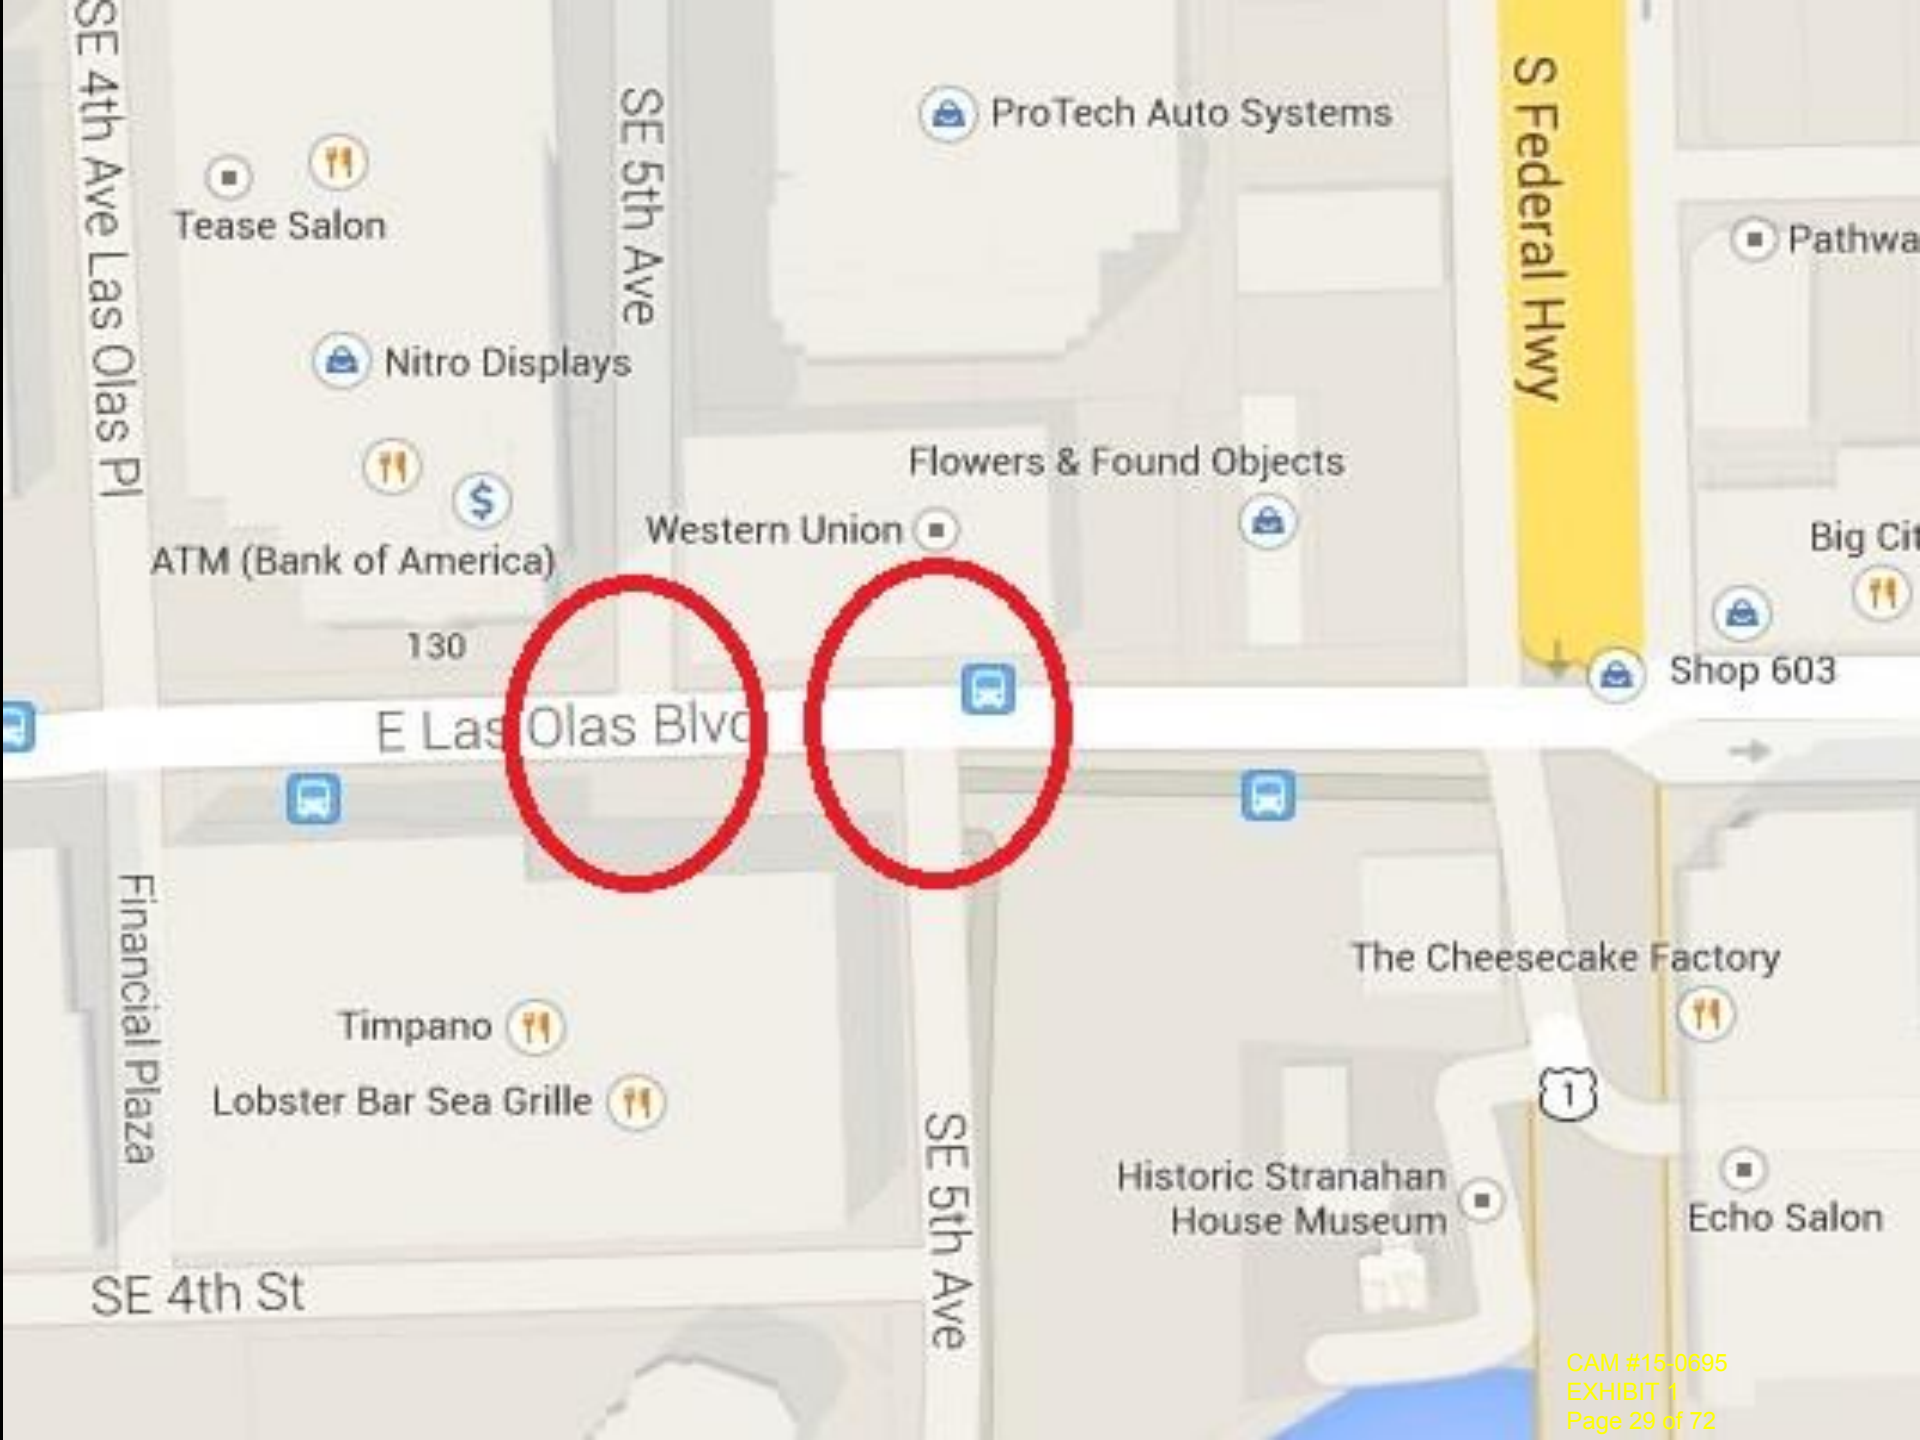 SE 4th Ave Las Olas Pl
SE 5th Ave
ProTech Auto Systems
S Federal Hwy
Tease Salon
Pathwa
Nitro Displays
Flowers & Found Objects
Western Union
Big Cit
ATM (Bank of America)
$
130
Shop 603
E Las Olas Blvd
Financial Plaza
The Cheesecake Factory
Timpano
Lobster Bar Sea Grille
1
SE 5th Ave
Historic Stranahan
House Museum
Echo Salon
SE 4th St
CAM #15-0695
EXHIBIT 1
Page 29 of 72